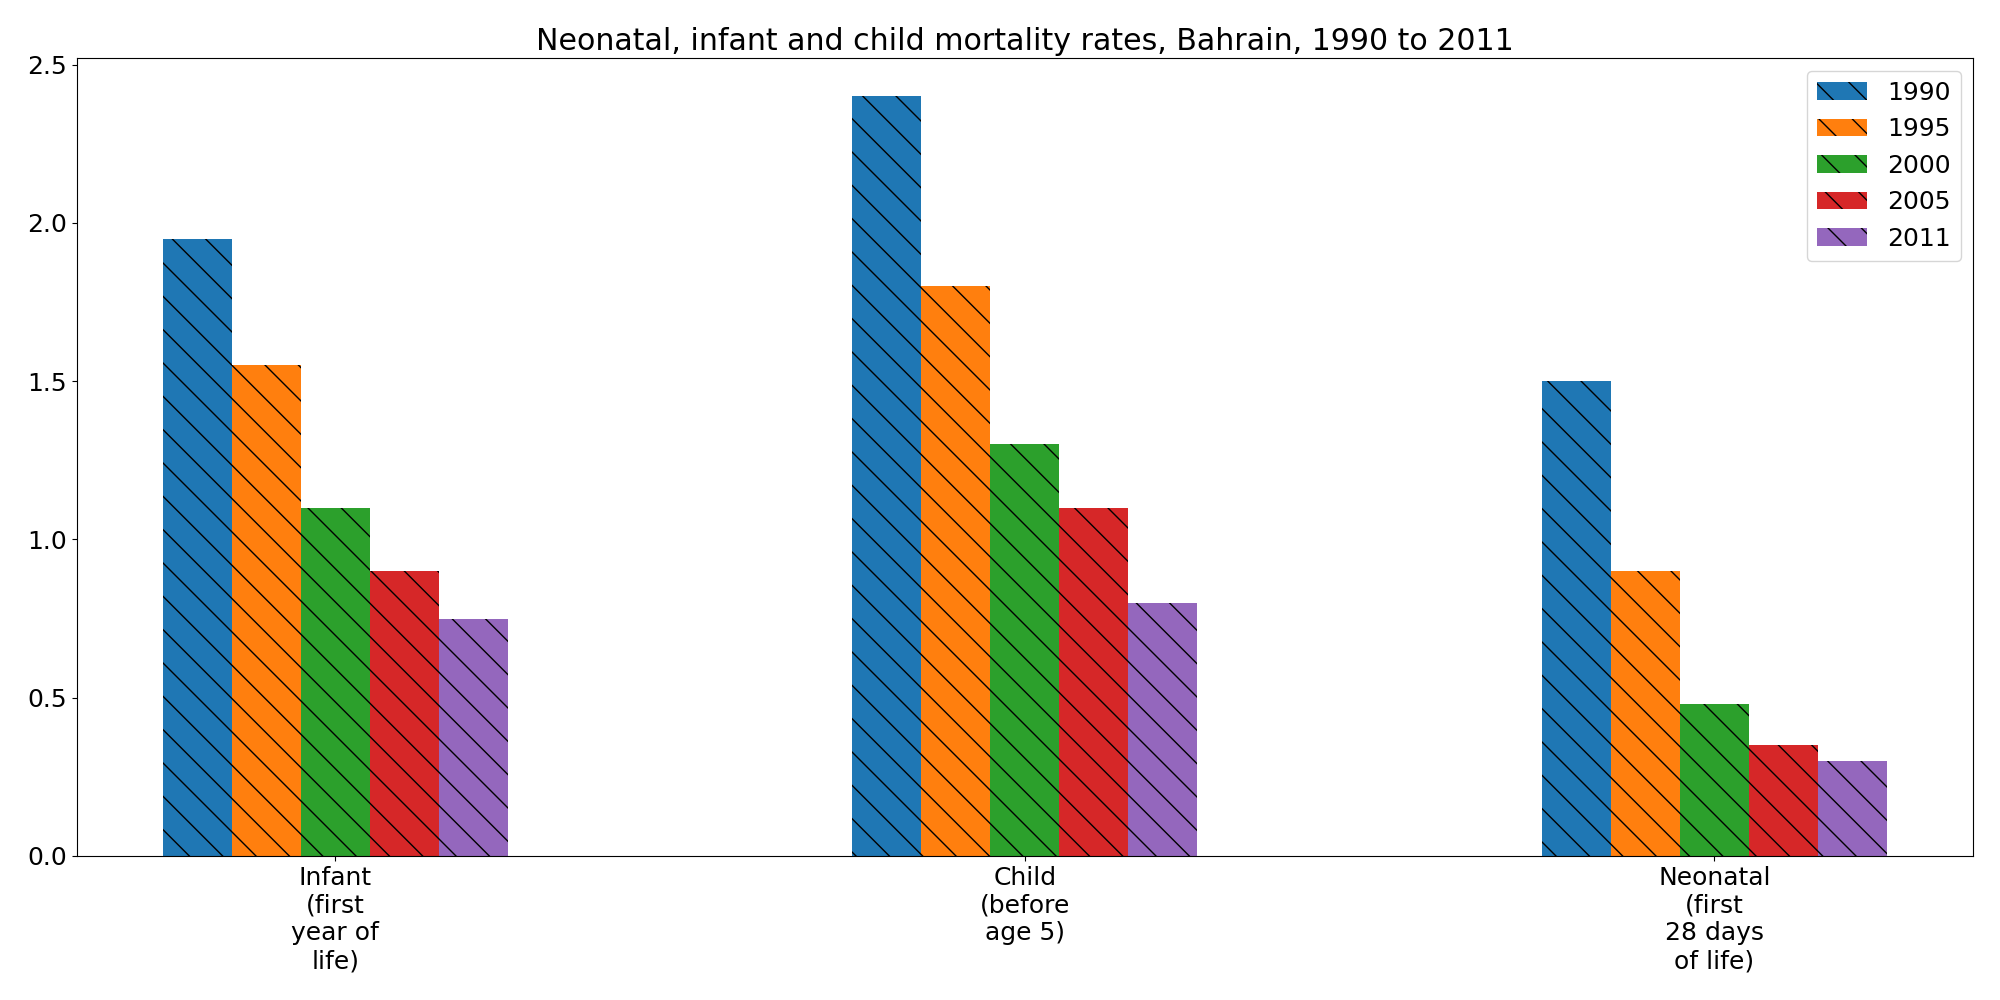 Neonatal, infant and child mortality rates, Bahrain, 1990 to 2011
2.5
2.0
1.5
1.0
0.5
0.0
1990
1995
2000
2005
2011
Infant
(first
year of
life)
Child
(before
age 5)
Neonatal
(first
28 days
of life)